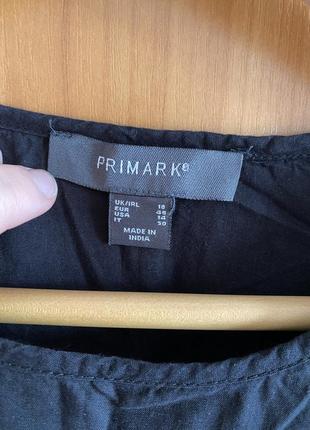 PRIMARK®
UK/IRL 18
EUR 46
USA 14
IT 50
MADE IN
INDIA